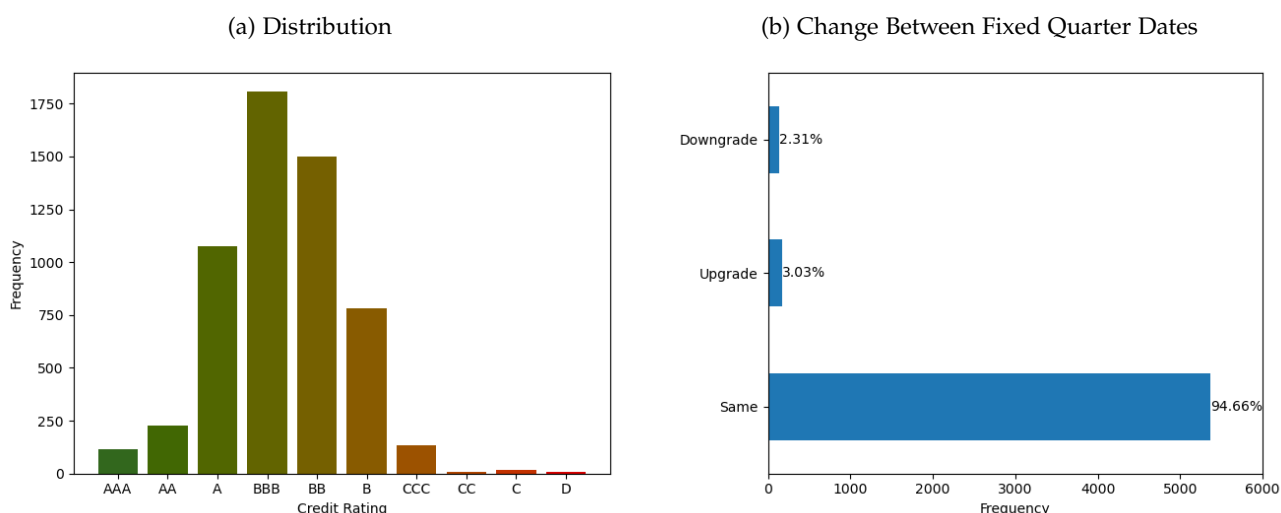 (a) Distribution
1750
1500
1250
1000
750
500
250
0
Frequency
AAA AA A BBB BB B CCC CC C D
Credit Rating
(b) Change Between Fixed Quarter Dates
Downgrade 2.31%
Upgrade 3.03%
Same 94.66%
0 1000 2000 3000 4000 5000 6000
Frequency